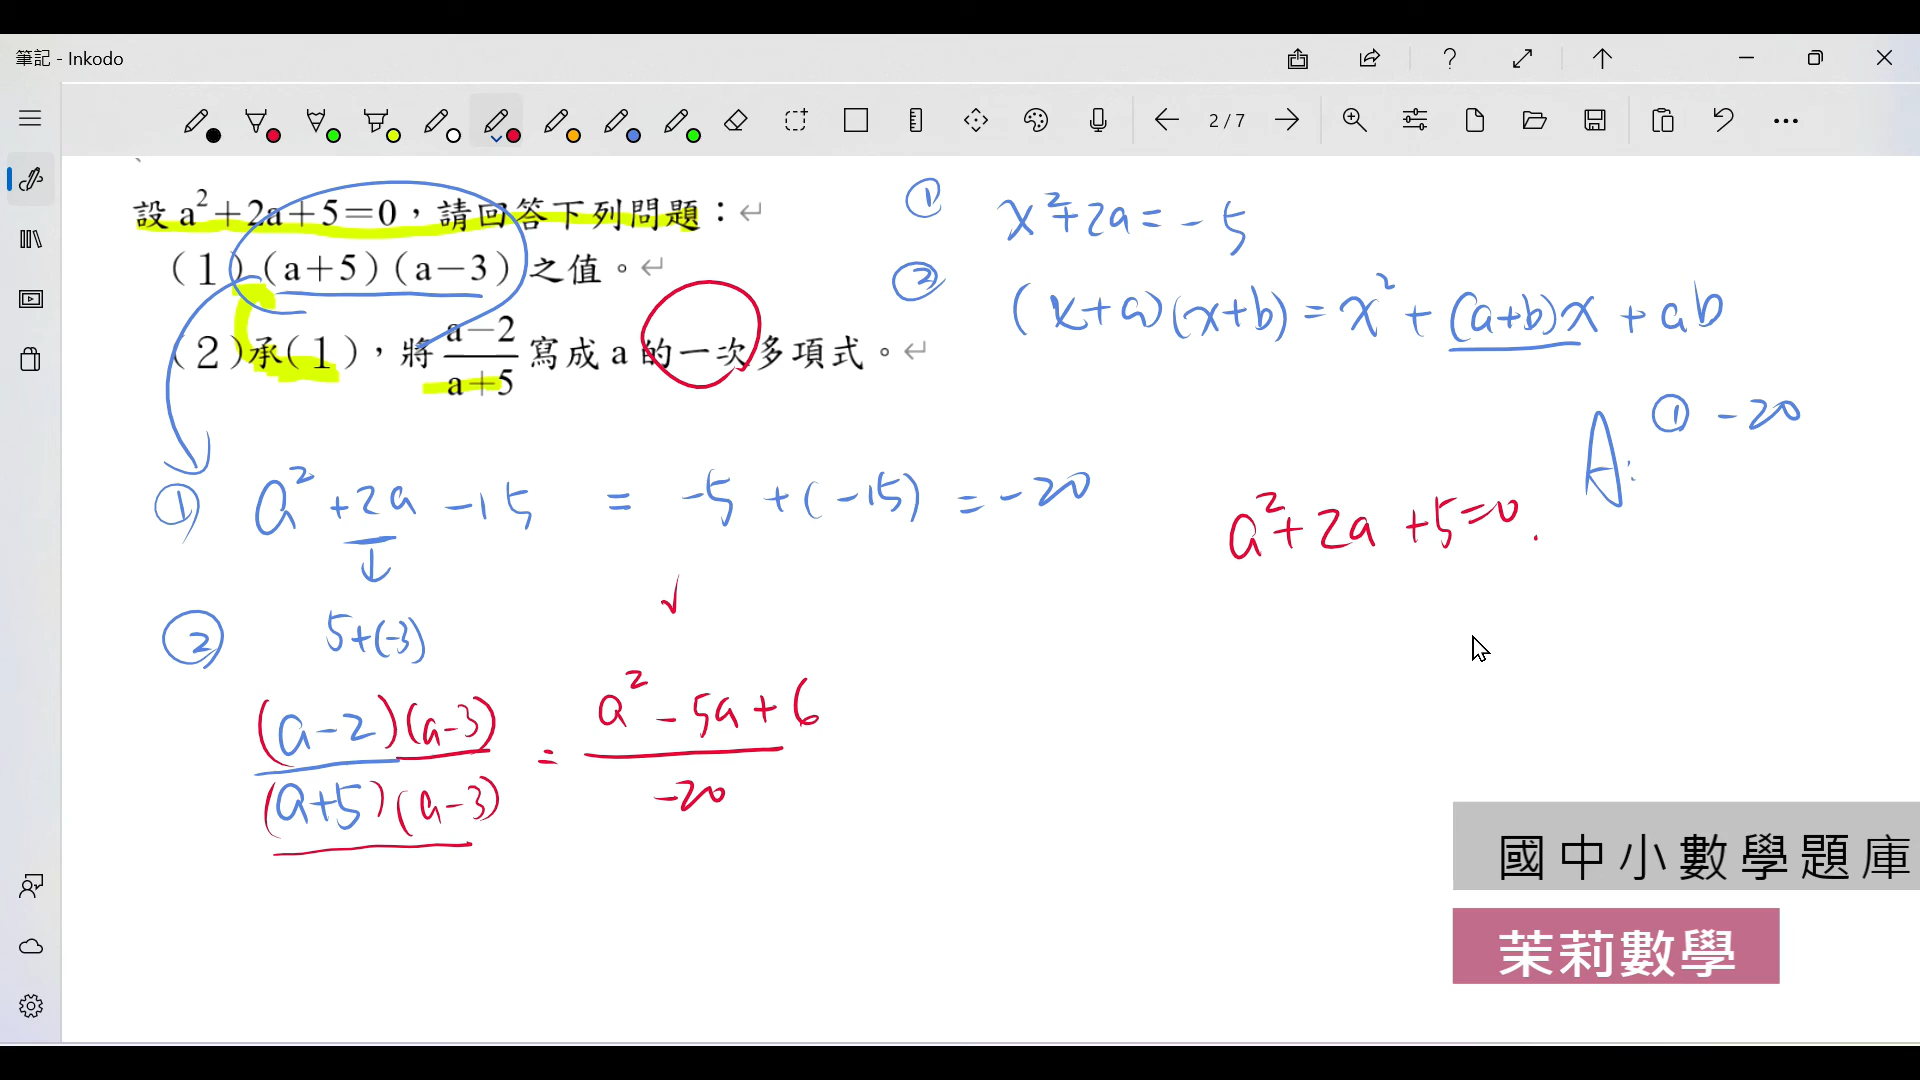 筆記 - Inkodo
2 / 7
設 a²+2a+5=0，請回答下列問題：↵
（1）（a+5）（a−3）之值。↵
（2）承（1），將 (a−2)/(a+5) 寫成 a 的一次多項式。↵
① x²+2a=-5
② (x+a)(x+b)=x²+(a+b)x+ab
A: ① -20
① a²+2a-15 = -5+(-15) =-20
a²+2a+5=0.
↓
② 5+(-3)
✓
(a-2)(a-3) = a²-5a+6
(a+5)(a-3) -20
國中小數學題庫
茉莉數學